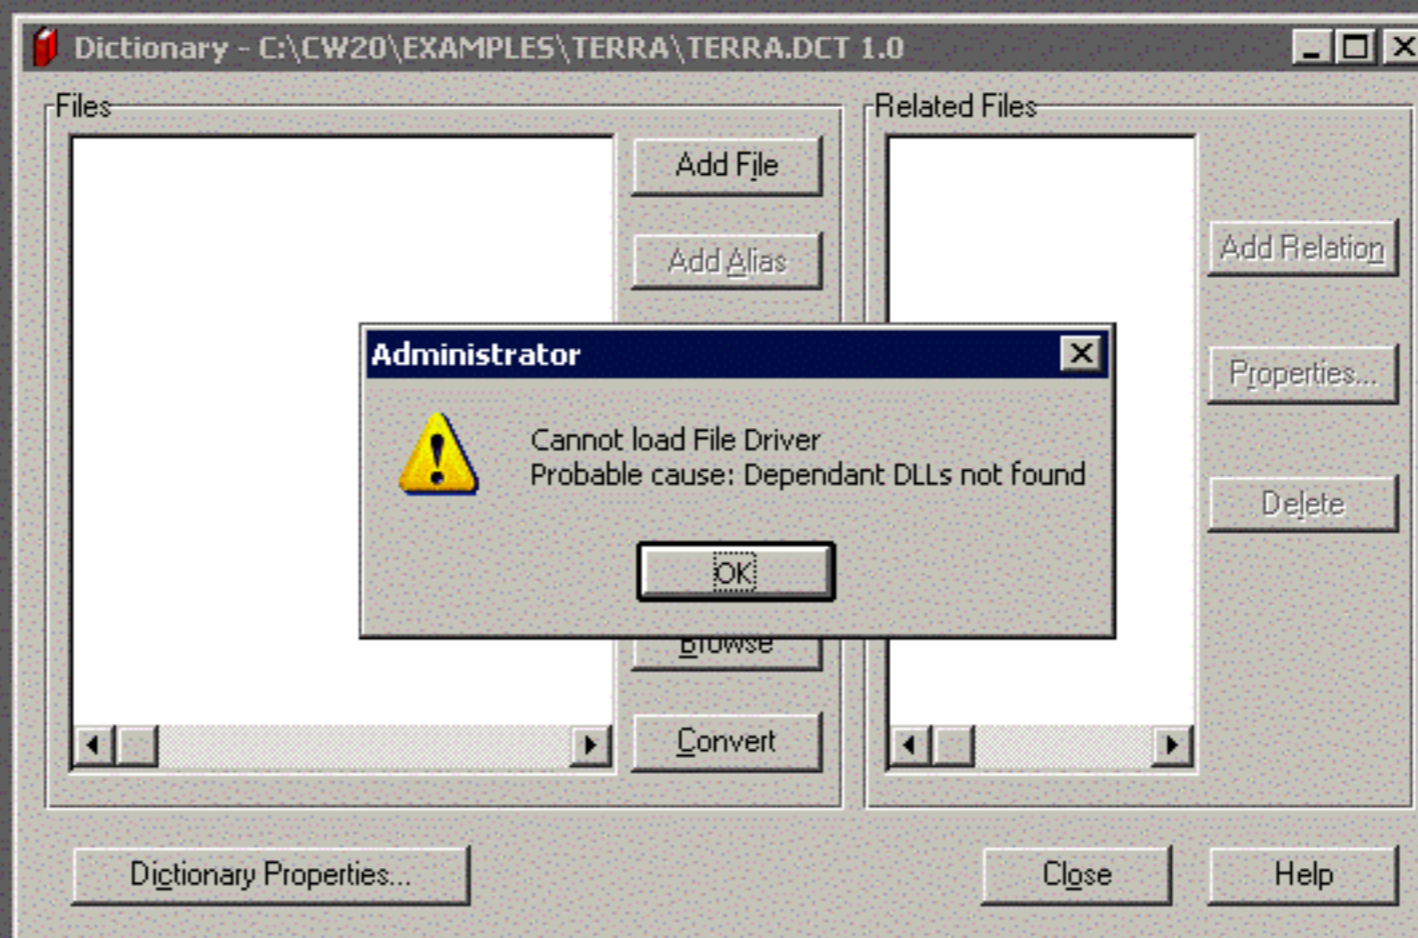 Dictionary - C:\CW20\EXAMPLES\TERRA\TERRA.DCT 1.0
Files
Related Files
Add File
Add Alias
Add Relation
Administrator
Properties...
Cannot load File Driver
Probable cause: Dependant DLLs not found
Delete
OK
Browse
Convert
Dictionary Properties...
Close
Help